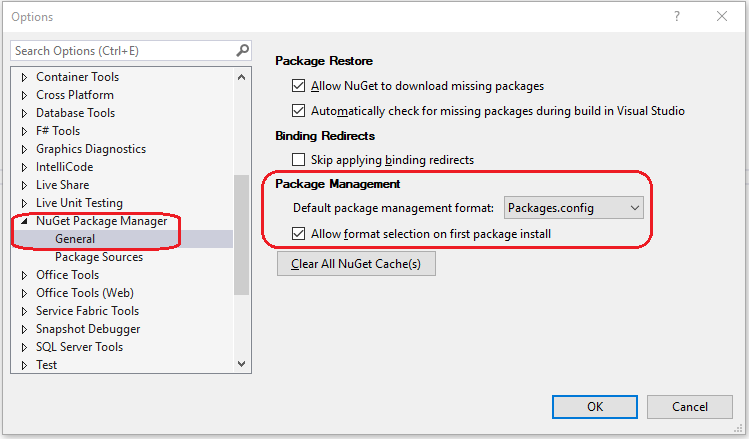 Options
Search Options (Ctrl+E)
Container Tools
Cross Platform
Database Tools
F# Tools
Graphics Diagnostics
IntelliCode
Live Share
Live Unit Testing
NuGet Package Manager
General
Package Sources
Office Tools
Office Tools (Web)
Service Fabric Tools
Snapshot Debugger
SQL Server Tools
Test
Package Restore
Allow NuGet to download missing packages
Automatically check for missing packages during build in Visual Studio
Binding Redirects
Skip applying binding redirects
Package Management
Default package management format: Packages.config
Allow format selection on first package install
Clear All NuGet Cache(s)
OK Cancel